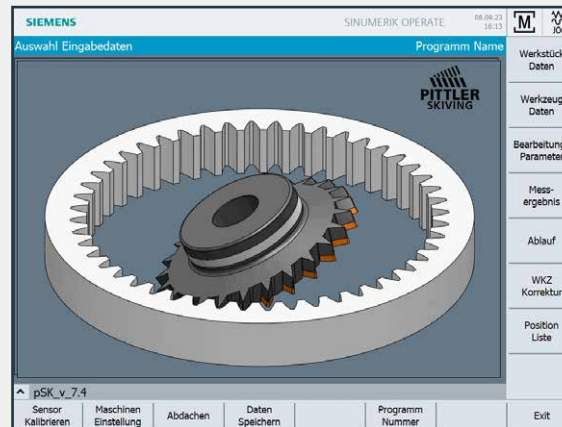 SIEMENS
SINUMERIK OPERATE
08.08.23
16:13
M
JOG
Auswahl Eingabedaten
Programm Name
PITTLER
SKIVING
Werkstück
Daten
Werkzeug
Daten
Bearbeitung
Parameter
Mess-
ergebnis
Ablauf
WKZ
Korrektur
Position
Liste
pSK_v_7.4
Sensor
Kalibrieren
Maschinen
Einstellung
Abdachen
Daten
Speichern
Programm
Nummer
Exit